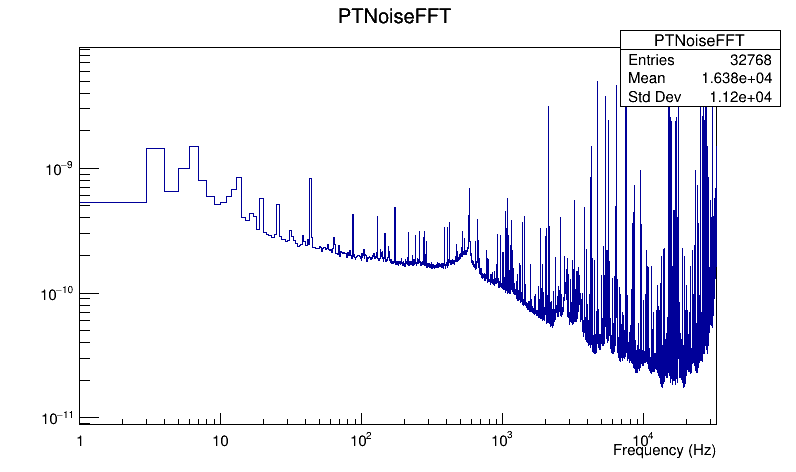 PTNoiseFFT
PTNoiseFFT
Entries 32768
Mean 1.638e+04
Std Dev 1.12e+04
10⁻⁹
10⁻¹⁰
10⁻¹¹
1 10 10² 10³ 10⁴
Frequency (Hz)